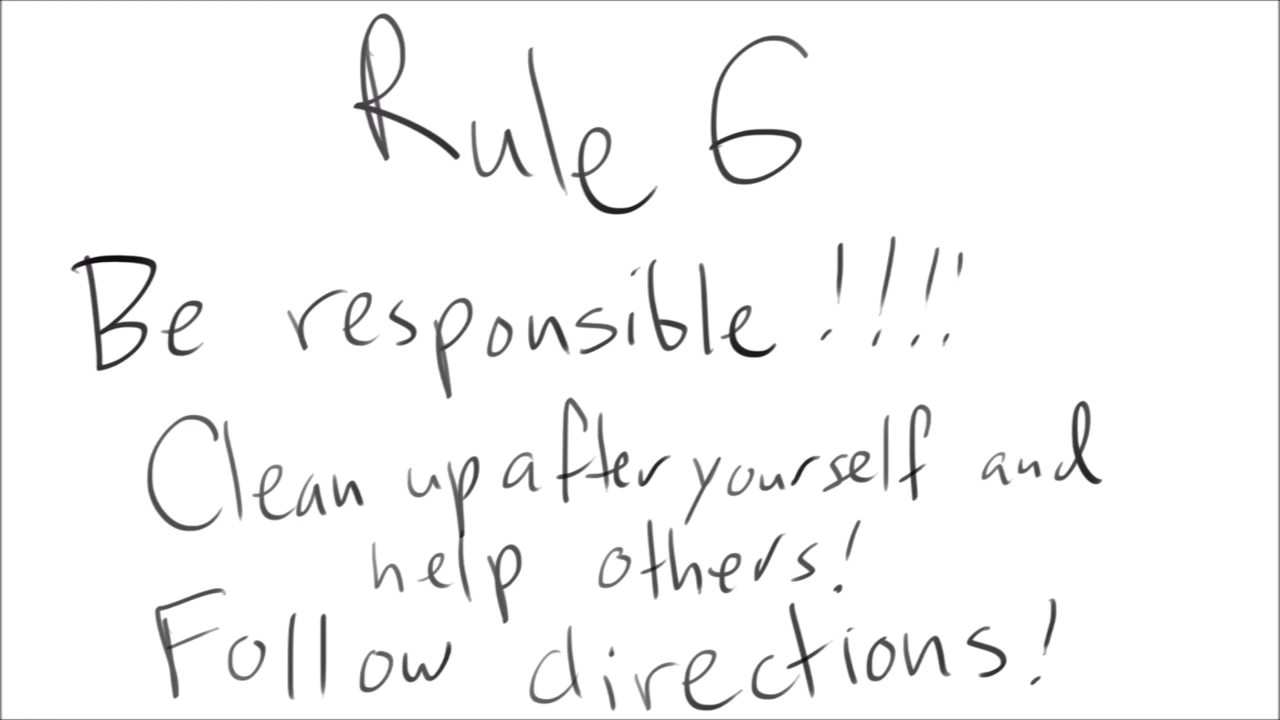 Rule 6
Be responsible!!!!
Clean up after yourself and
help others!
Follow directions!